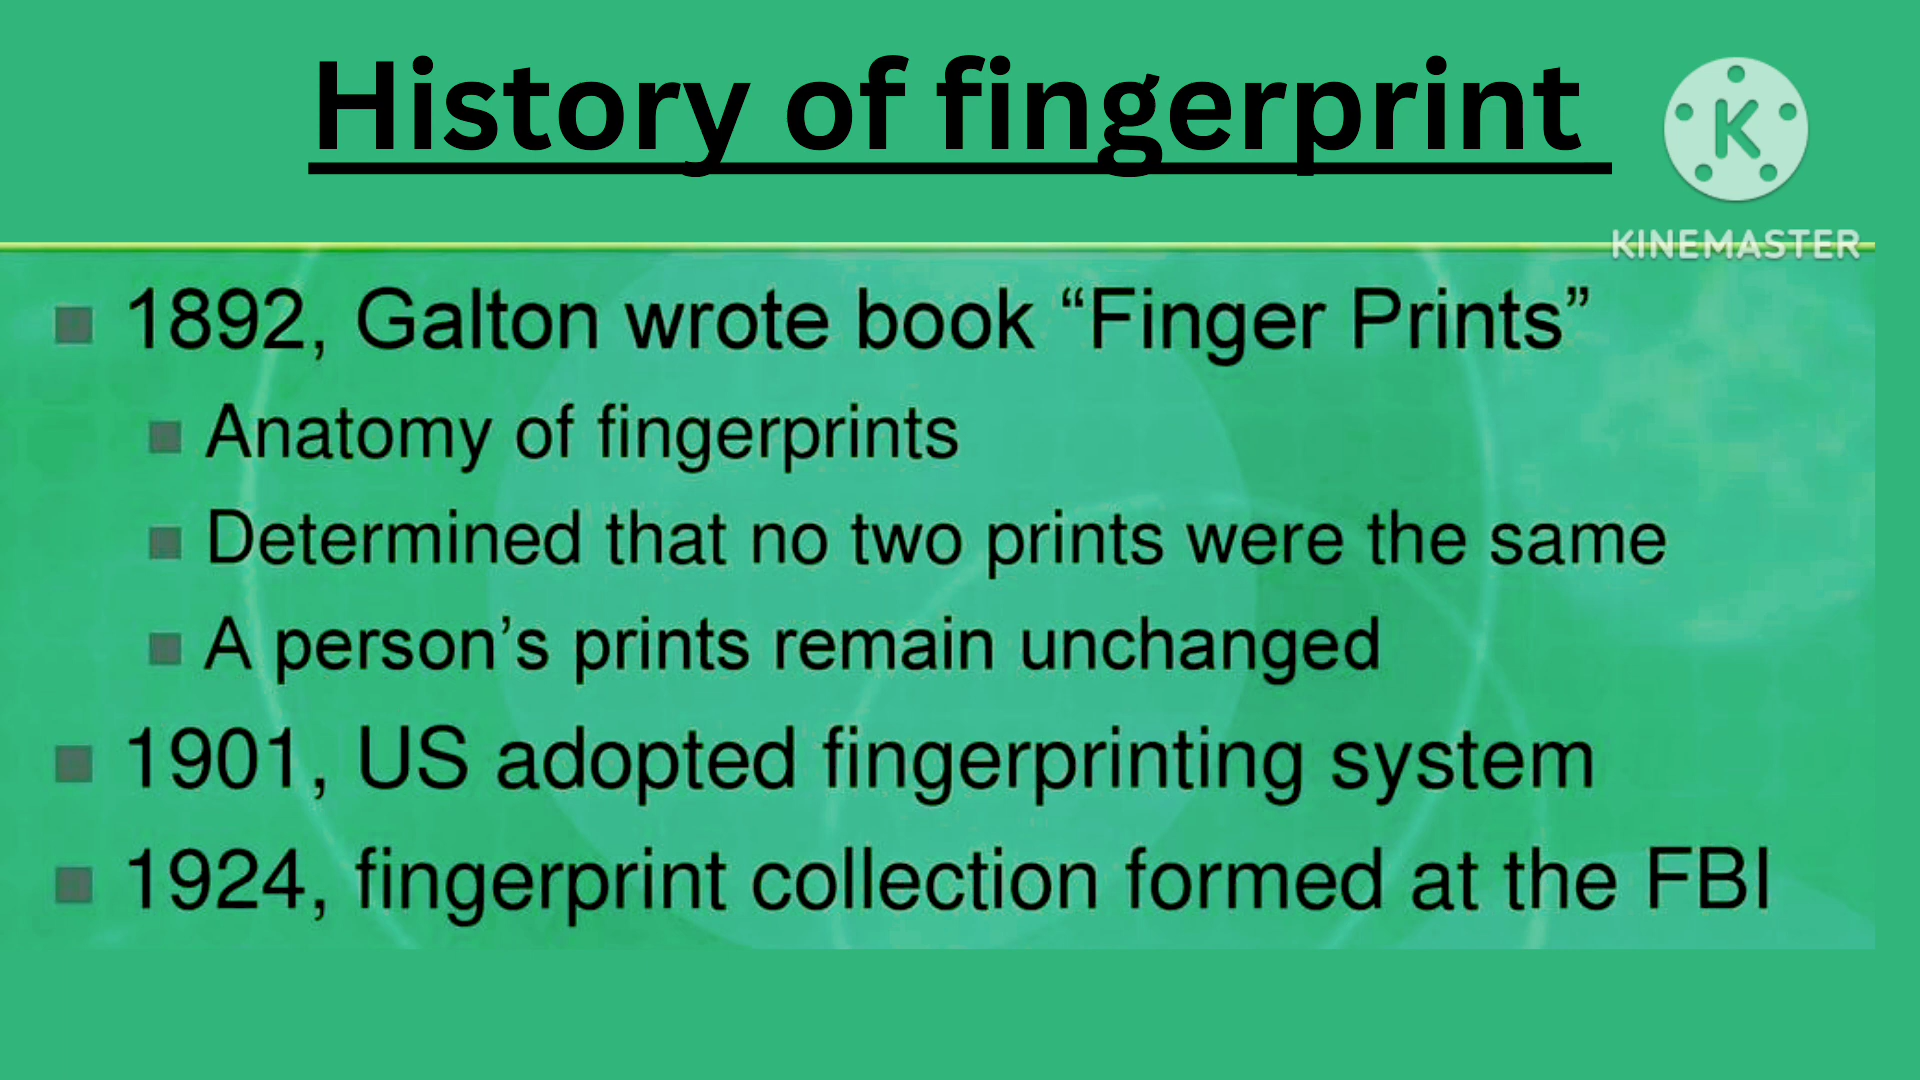 History of fingerprint
K
KINEMASTER
1892, Galton wrote book “Finger Prints”
Anatomy of fingerprints
Determined that no two prints were the same
A person’s prints remain unchanged
1901, US adopted fingerprinting system
1924, fingerprint collection formed at the FBI